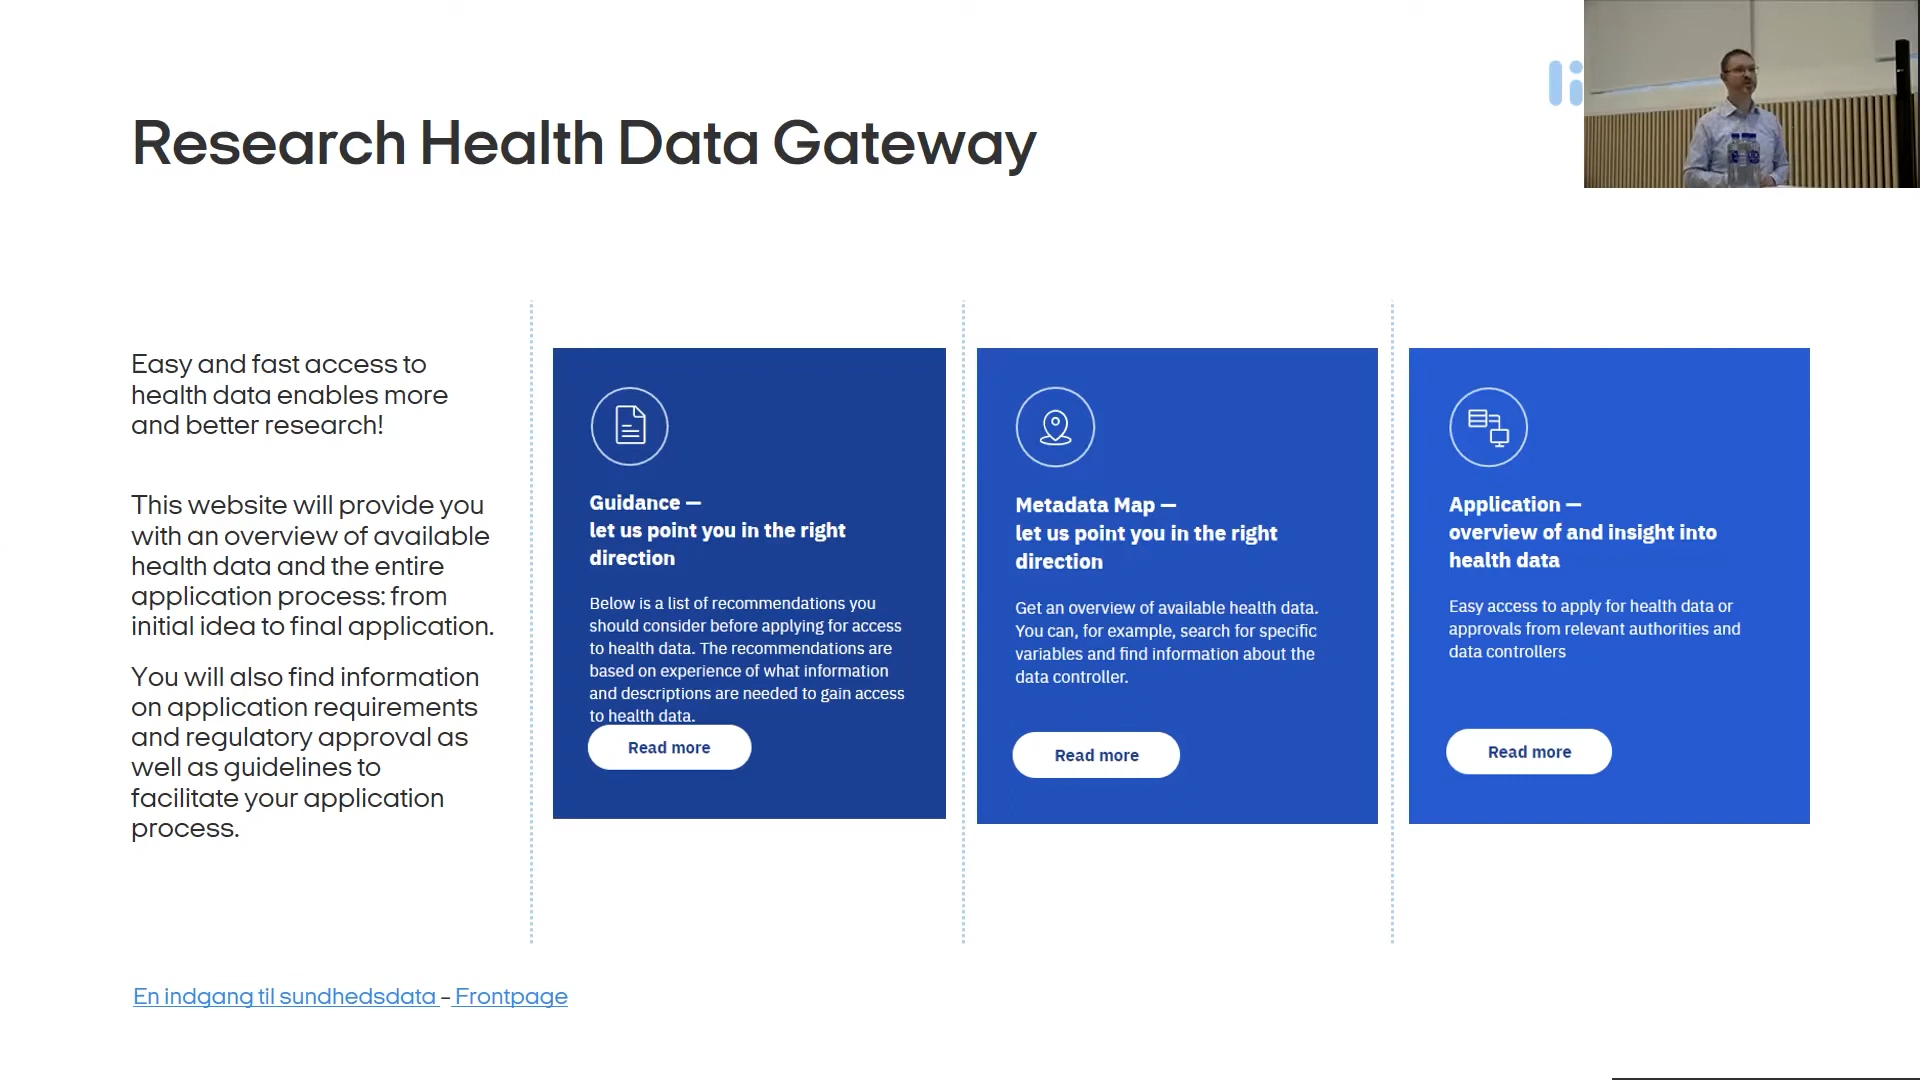 Research Health Data Gateway
Easy and fast access to
health data enables more
and better research!
This website will provide you
with an overview of available
health data and the entire
application process: from
initial idea to final application.
You will also find information
on application requirements
and regulatory approval as
well as guidelines to
facilitate your application
process.
Guidance —
let us point you in the right
direction
Below is a list of recommendations you
should consider before applying for access
to health data. The recommendations are
based on experience of what information
and descriptions are needed to gain access
to health data.
Read more
Metadata Map —
let us point you in the right
direction
Get an overview of available health data.
You can, for example, search for specific
variables and find information about the
data controller.
Read more
Application —
overview of and insight into
health data
Easy access to apply for health data or
approvals from relevant authorities and
data controllers
Read more
En indgang til sundhedsdata – Frontpage